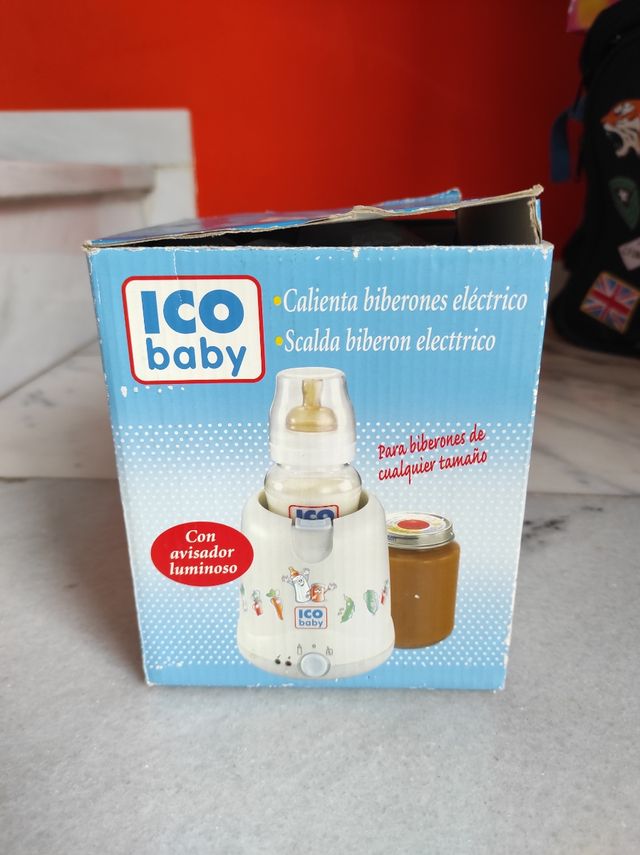 ICO
baby
•Calienta biberones eléctrico
•Scalda biberon electtrico
Para biberones de
cualquier tamaño
Con
avisador
luminoso
ICO
ICO
baby